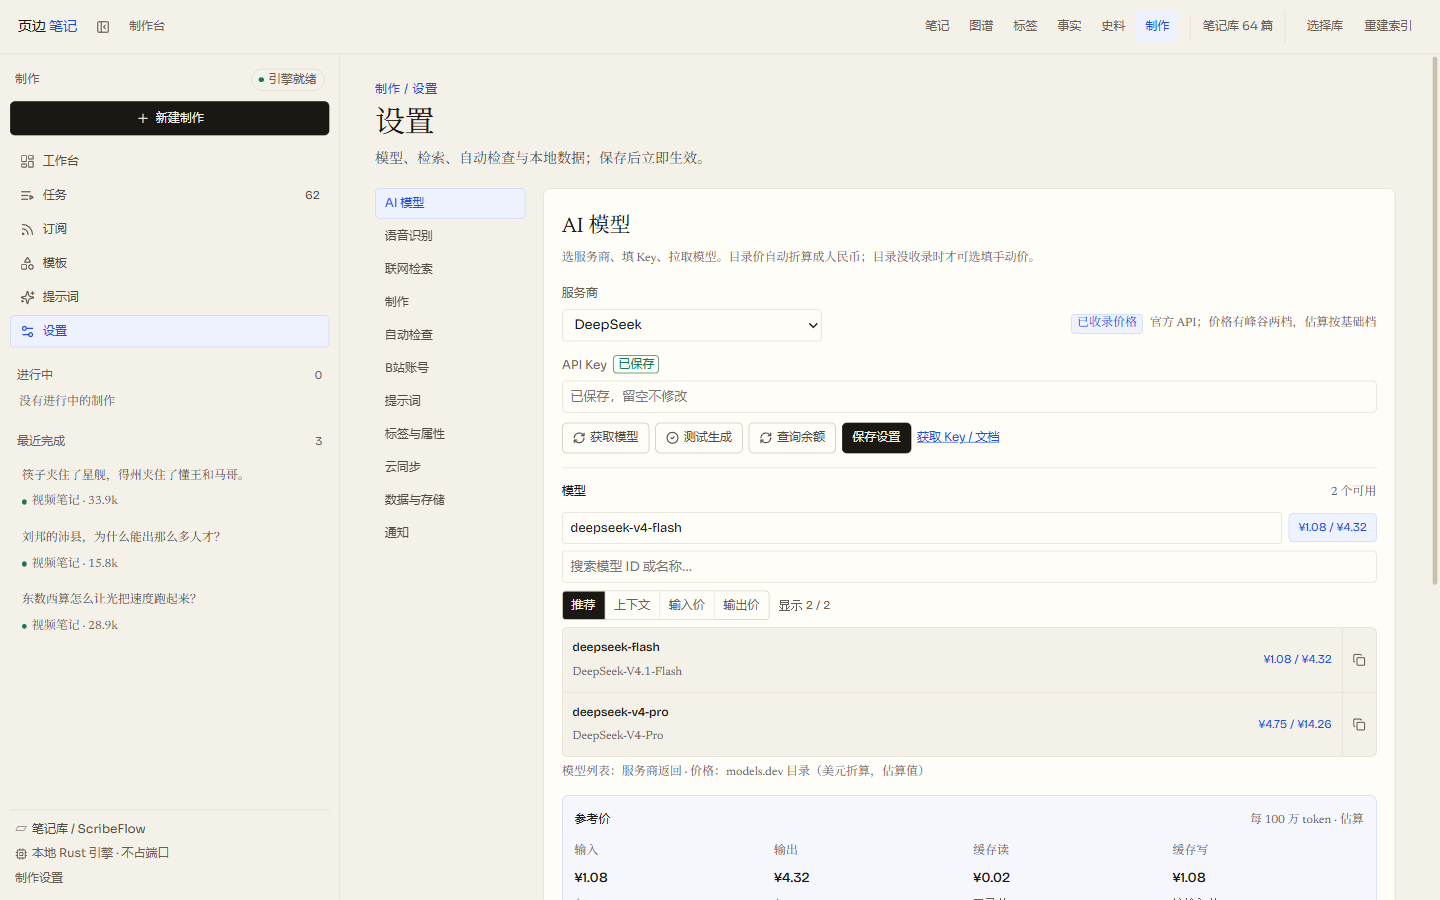 页边 笔记
制作台
笔记 图谱 标签 事实 史料 制作 笔记库 64 篇 选择库 重建索引
制作
引擎就绪
新建制作
工作台
任务 62
订阅
模板
提示词
设置
进行中 0
没有进行中的制作
最近完成 3
筷子夹住了星舰，得州夹住了懂王和马哥。
视频笔记 · 33.9k
刘邦的沛县，为什么能出那么多人才？
视频笔记 · 15.8k
东数西算怎么让光把速度跑起来？
视频笔记 · 28.9k
笔记库 / ScribeFlow
本地 Rust 引擎 · 不占端口
制作设置
制作 / 设置
设置
模型、检索、自动检查与本地数据；保存后立即生效。
AI 模型
语音识别
联网检索
制作
自动检查
B站账号
提示词
标签与属性
云同步
数据与存储
通知
AI 模型
选服务商、填 Key、拉取模型。目录价自动折算成人民币；目录没收录时才可选填手动价。
服务商
DeepSeek
已收录价格 官方 API；价格有峰谷两档，估算按基础档
API Key 已保存
已保存，留空不修改
获取模型 测试生成 查询余额 保存设置 获取 Key / 文档
模型 2 个可用
deepseek-v4-flash ¥1.08 / ¥4.32
搜索模型 ID 或名称...
推荐 上下文 输入价 输出价 显示 2 / 2
deepseek-flash
DeepSeek-V4.1-Flash
¥1.08 / ¥4.32
deepseek-v4-pro
DeepSeek-V4-Pro
¥4.75 / ¥14.26
模型列表：服务商返回 · 价格：models.dev 目录（美元折算，估算值）
参考价 每 100 万 token · 估算
输入 输出 缓存读 缓存写
¥1.08 ¥4.32 ¥0.02 ¥1.08